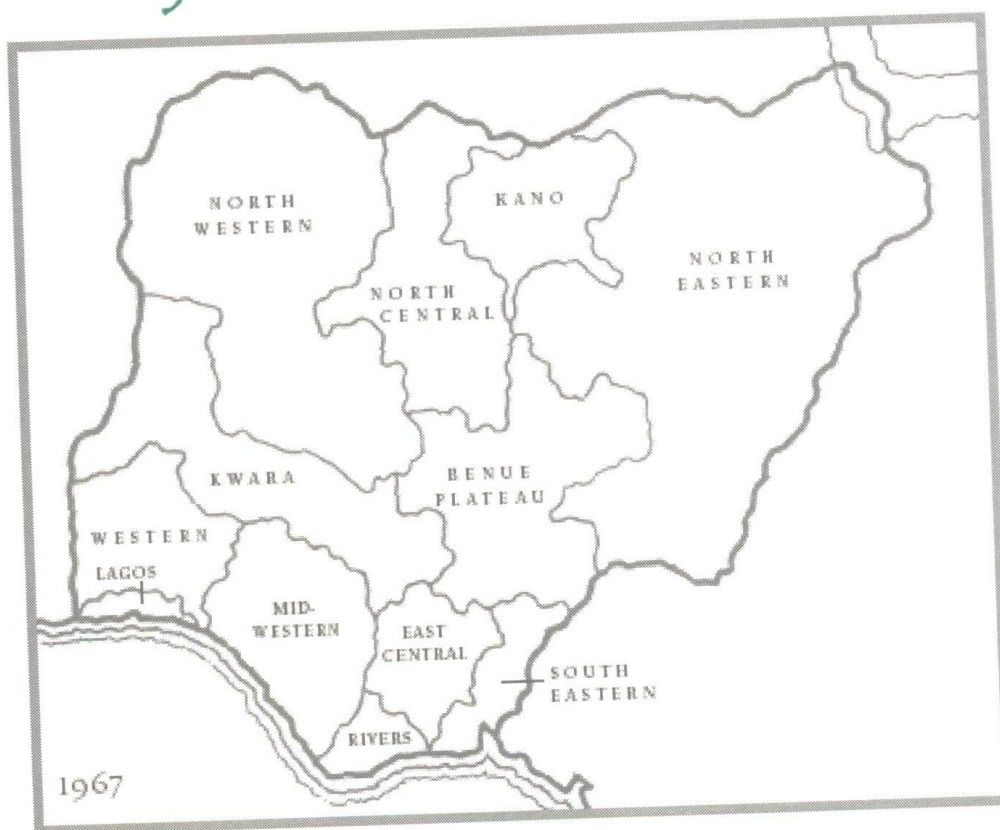 NORTH
WESTERN
KANO
NORTH
EASTERN
NORTH
CENTRAL
KWARA
BENUE
PLATEAU
WESTERN
LAGOS
MID-
WESTERN
EAST
CENTRAL
SOUTH
EASTERN
RIVERS
1967